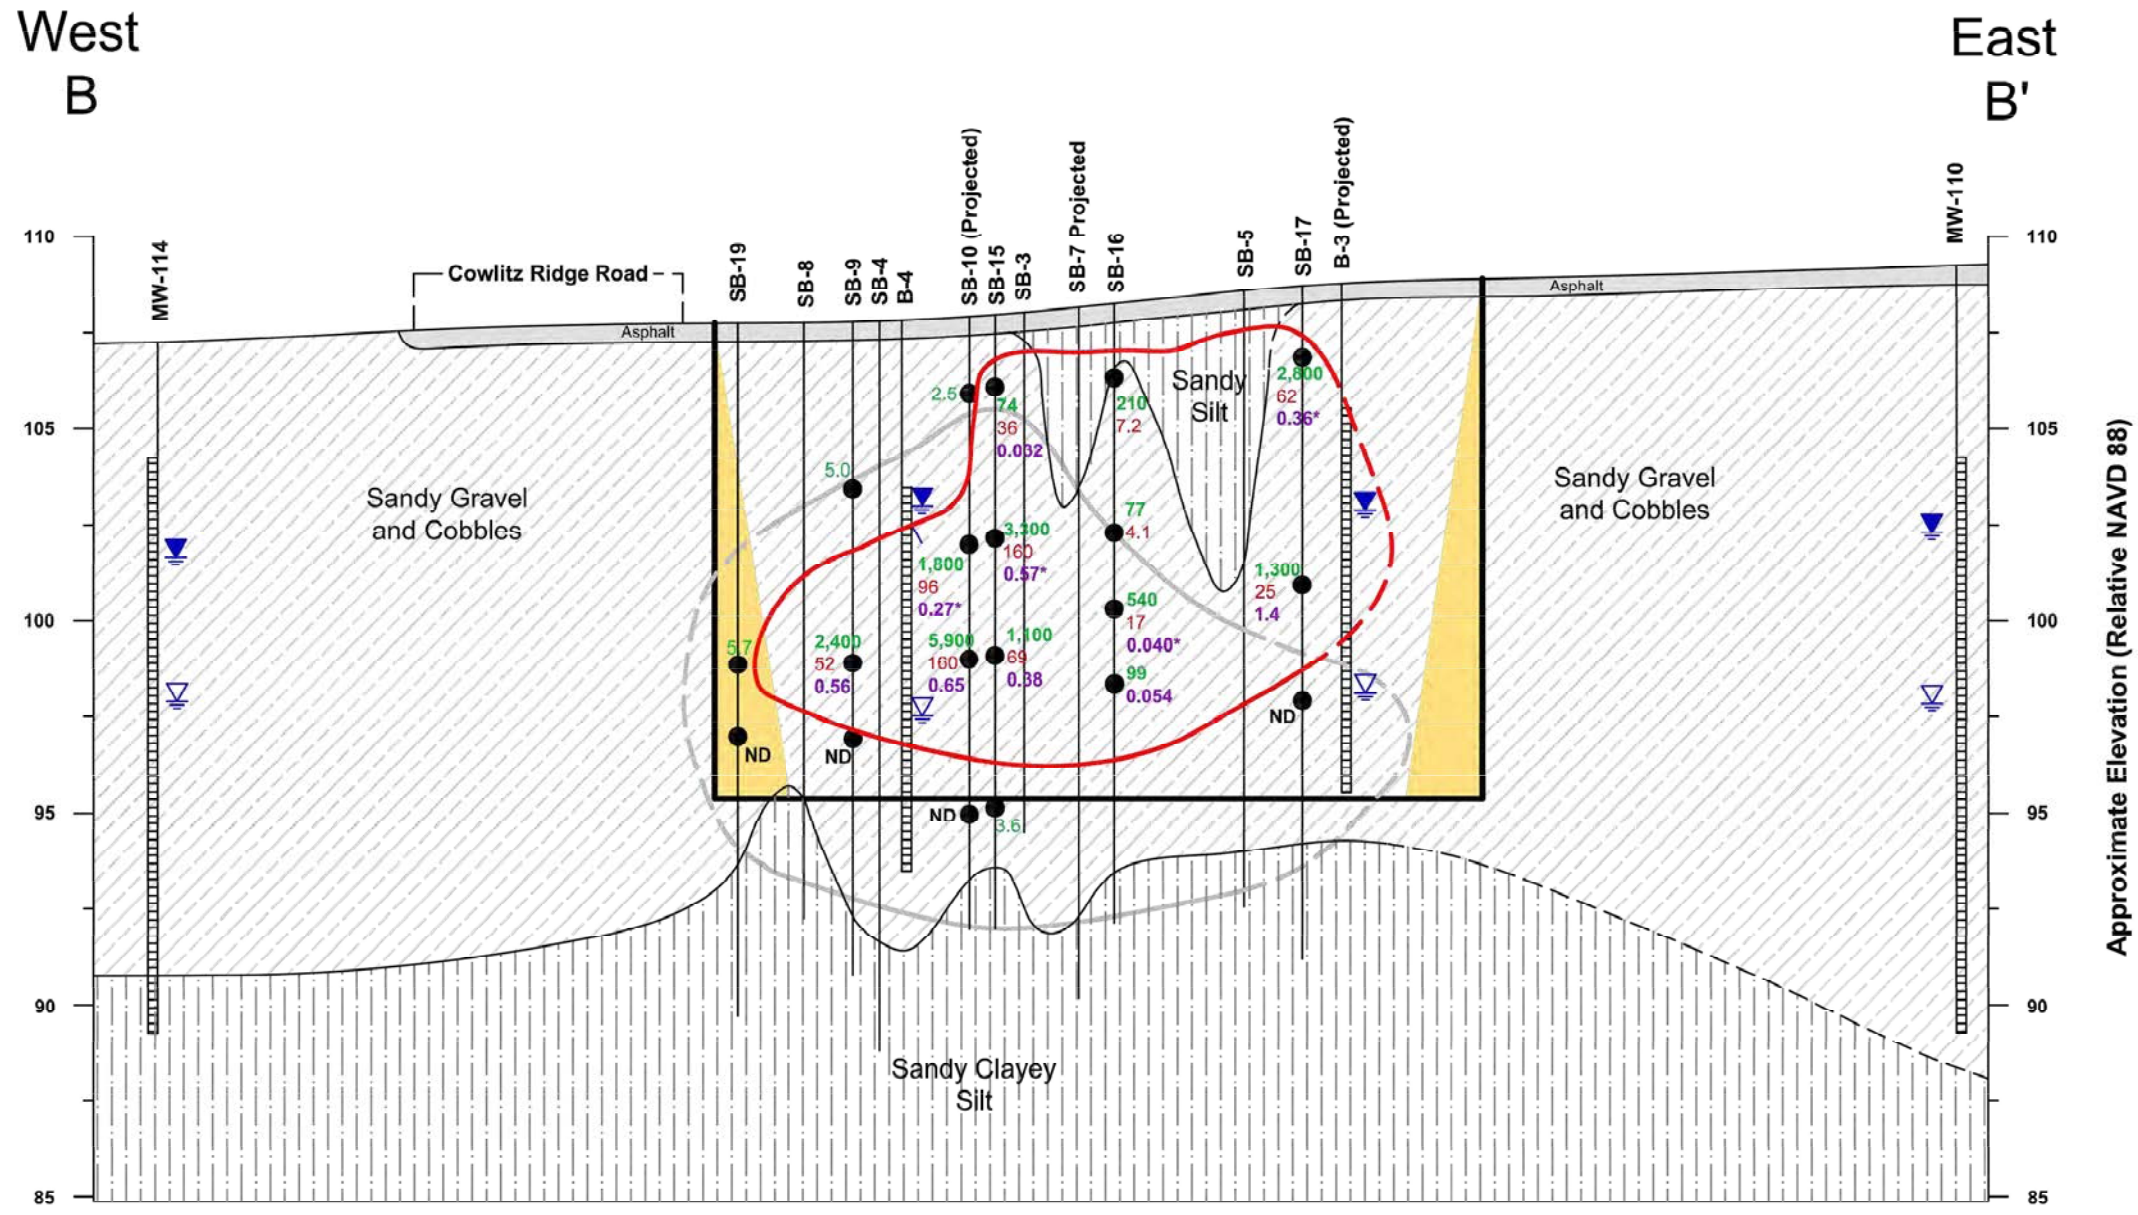 West
B
East
B'
MW-114
Cowlitz Ridge Road
SB-19
SB-8
SB-9
SB-4
B-4
SB-10 (Projected)
SB-15
SB-3
SB-7 Projected
SB-16
SB-5
SB-17
B-3 (Projected)
MW-110
110
105
100
95
90
85
110
105
100
95
90
85
Approximate Elevation (Relative NAVD 88)
Asphalt
Asphalt
Sandy Gravel
and Cobbles
Sandy
Silt
Sandy Gravel
and Cobbles
5.7
ND
5.0
2,400
52
0.56
ND
2.5
1,800
96
0.27*
5,900
160
0.65
ND
74
36
0.032
3,300
160
0.57*
1,100
69
0.38
3.6
210
7.2
77
4.1
540
17
0.040*
99
0.054
2,800
62
0.36*
1,300
25
1.4
ND
Sandy Clayey
Silt